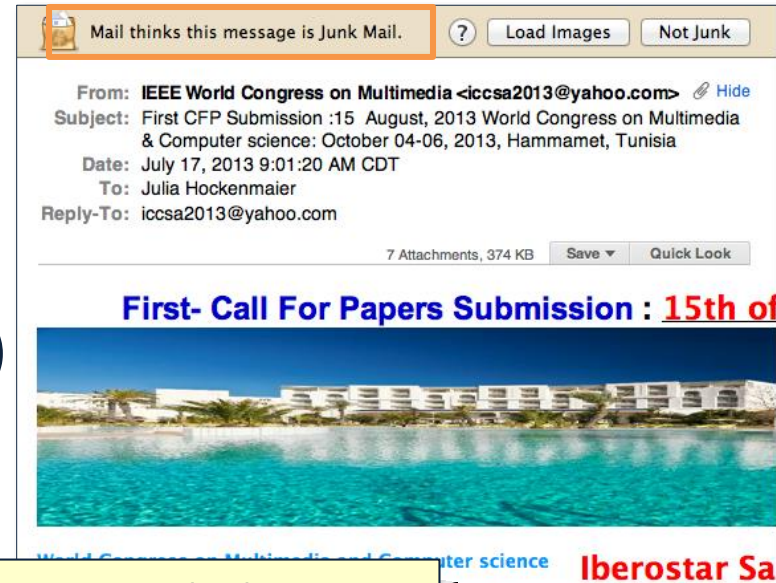 Mail thinks this message is Junk Mail. ? Load Images Not Junk
From: IEEE World Congress on Multimedia <iccsa2013@yahoo.com> Hide
Subject: First CFP Submission :15 August, 2013 World Congress on Multimedia
& Computer science: October 04-06, 2013, Hammamet, Tunisia
Date: July 17, 2013 9:01:20 AM CDT
To: Julia Hockenmaier
Reply-To: iccsa2013@yahoo.com
7 Attachments, 374 KB Save Quick Look
First- Call For Papers Submission : 15th of
World Congress on Multimedia and Computer science Iberostar Sa